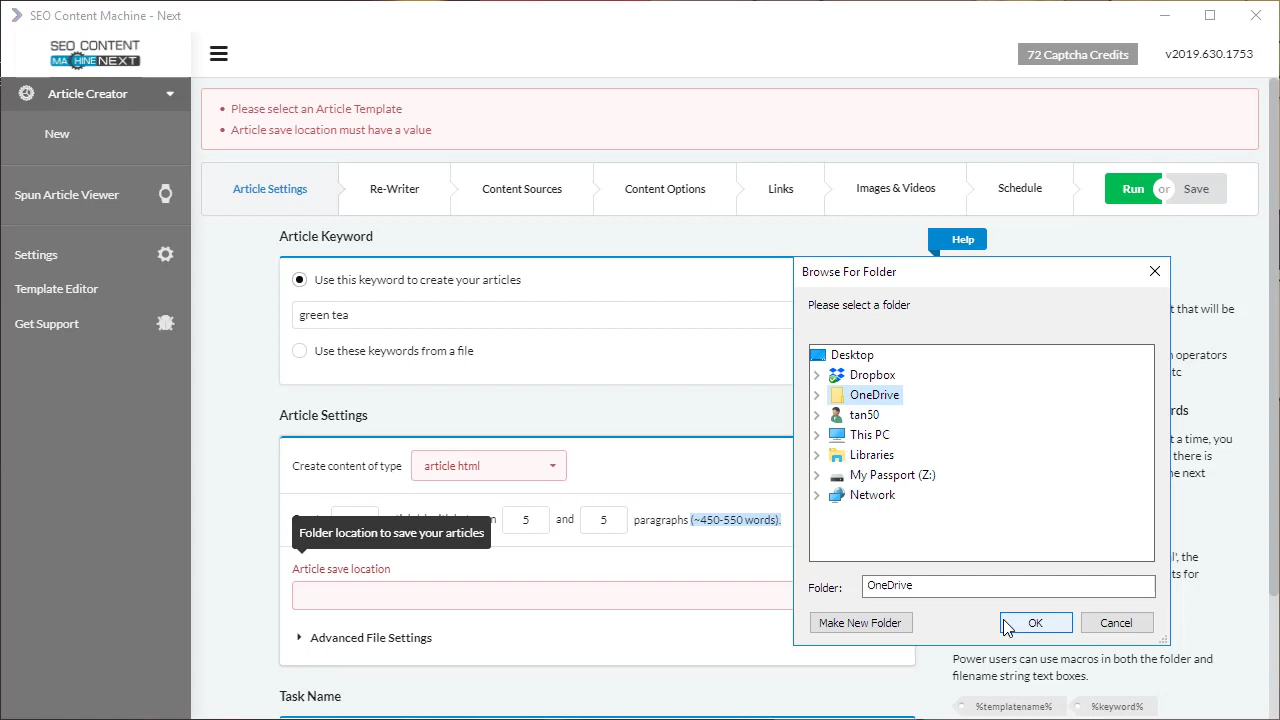 SEO Content Machine - Next
SEO CONTENT
MACHINE NEXT
72 Captcha Credits
v2019.630.1753
Article Creator
New
Spun Article Viewer
Settings
Template Editor
Get Support
Please select an Article Template
Article save location must have a value
Article Settings
Re-Writer
Content Sources
Content Options
Links
Images & Videos
Schedule
Run
or
Save
Article Keyword
Help
Use this keyword to create your articles
green tea
Use these keywords from a file
Article Settings
Create content of type
article html
5
and
5
paragraphs (~450-550 words).
Folder location to save your articles
Article save location
Advanced File Settings
Task Name
Browse For Folder
Please select a folder
Desktop
Dropbox
OneDrive
tan50
This PC
Libraries
My Passport (Z:)
Network
Folder:
OneDrive
Make New Folder
OK
Cancel
t that will be
operators
t a time, you
there is
he next
', the
ts for
Power users can use macros in both the folder and
filename string text boxes.
%templatename%
%keyword%